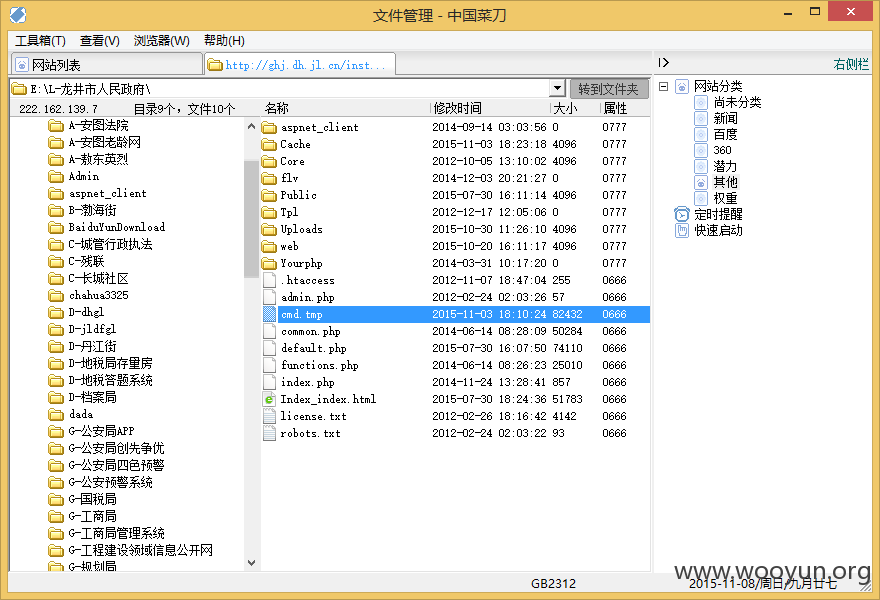 文件管理 - 中国菜刀
工具箱(T) 查看(V) 浏览器(W) 帮助(H)
网站列表 http://ghj.dh.jl.cn/inst... 右侧栏
E:\L-龙井市人民政府\ 转到文件夹
222.162.139.7 目录9个，文件10个 名称 修改时间 大小 属性
A-安图法院
A-安图老龄网
A-敖东英烈
Admin
aspnet_client
B-渤海街
BaiduYunDownload
C-城管行政执法
C-残联
C-长城社区
chahua3325
D-dhgl
D-jldfgl
D-丹江街
D-地税局存量房
D-地税答题系统
D-档案局
dada
G-公安局APP
G-公安局创先争优
G-公安局四色预警
G-公安预警系统
G-国税局
G-工商局
G-工商局管理系统
G-工程建设领域信息公开网
G-规划局
aspnet_client 2014-09-14 03:03:56 0 0777
Cache 2015-11-03 18:23:18 4096 0777
Core 2012-10-05 13:10:02 4096 0777
flv 2014-12-03 20:21:27 0 0777
Public 2015-07-30 16:11:14 4096 0777
Tpl 2012-12-17 12:05:06 0 0777
Uploads 2015-10-30 11:26:10 4096 0777
web 2015-10-20 16:11:17 4096 0777
Yourphp 2014-03-31 10:17:20 0 0777
.htaccess 2012-11-07 18:47:04 255 0666
admin.php 2012-02-24 02:03:26 57 0666
cmd.tmp 2015-11-03 18:10:24 82432 0666
common.php 2014-06-14 08:28:09 50284 0666
default.php 2015-07-30 16:07:50 74110 0666
functions.php 2014-06-14 08:26:23 25010 0666
index.php 2014-11-24 13:28:41 857 0666
Index_index.html 2015-07-30 18:24:36 51783 0666
license.txt 2012-02-26 18:16:42 4142 0666
robots.txt 2012-02-24 02:03:22 93 0666
网站分类
尚未分类
新闻
百度
360
潜力
其他
权重
定时提醒
快速启动
www.wooyun.org
GB2312 2015-11-08/周日/九月廿七